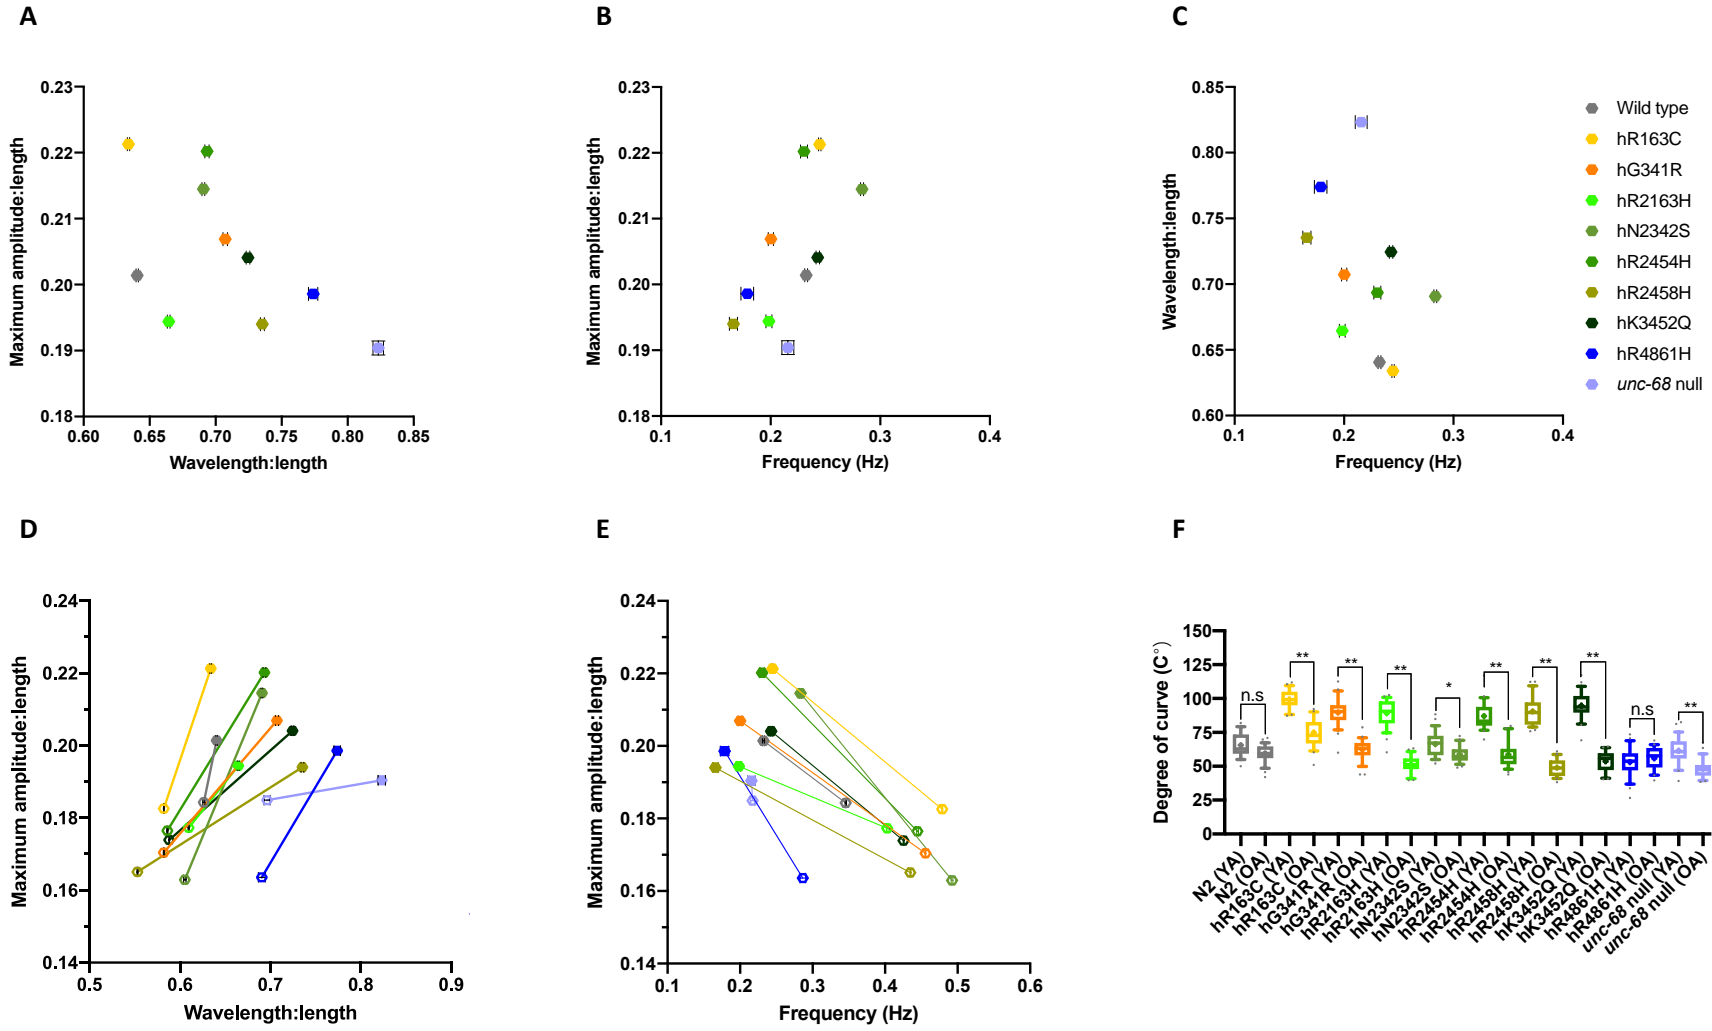 A
B
C
0.23
0.22
0.21
0.20
0.19
0.18
0.60
0.65
0.70
0.75
0.80
0.85
Maximum amplitude:length
Wavelength:length
0.23
0.22
0.21
0.20
0.19
0.18
0.1
0.2
0.3
0.4
Maximum amplitude:length
Frequency (Hz)
0.85
0.80
0.75
0.70
0.65
0.60
0.1
0.2
0.3
0.4
Wavelength:length
Frequency (Hz)
Wild type
hR163C
hG341R
hR2163H
hN2342S
hR2454H
hR2458H
hK3452Q
hR4861H
unc-68 null
D
E
F
0.24
0.22
0.20
0.18
0.16
0.14
0.5
0.6
0.7
0.8
0.9
Maximum amplitude:length
Wavelength:length
0.24
0.22
0.20
0.18
0.16
0.14
0.1
0.2
0.3
0.4
0.5
0.6
Maximum amplitude:length
Frequency (Hz)
150
125
100
75
50
25
0
Degree of curve (C°)
n.s
**
**
**
*
**
**
**
n.s
**
N2 (YA)
N2 (OA)
hR163C (YA)
hR163C (OA)
hG341R (YA)
hG341R (OA)
hR2163H (YA)
hR2163H (OA)
hN2342S (YA)
hN2342S (OA)
hR2454H (YA)
hR2454H (OA)
hR2458H (YA)
hR2458H (OA)
hK3452Q (YA)
hK3452Q (OA)
hR4861H (YA)
hR4861H (OA)
unc-68 null (YA)
unc-68 null (OA)